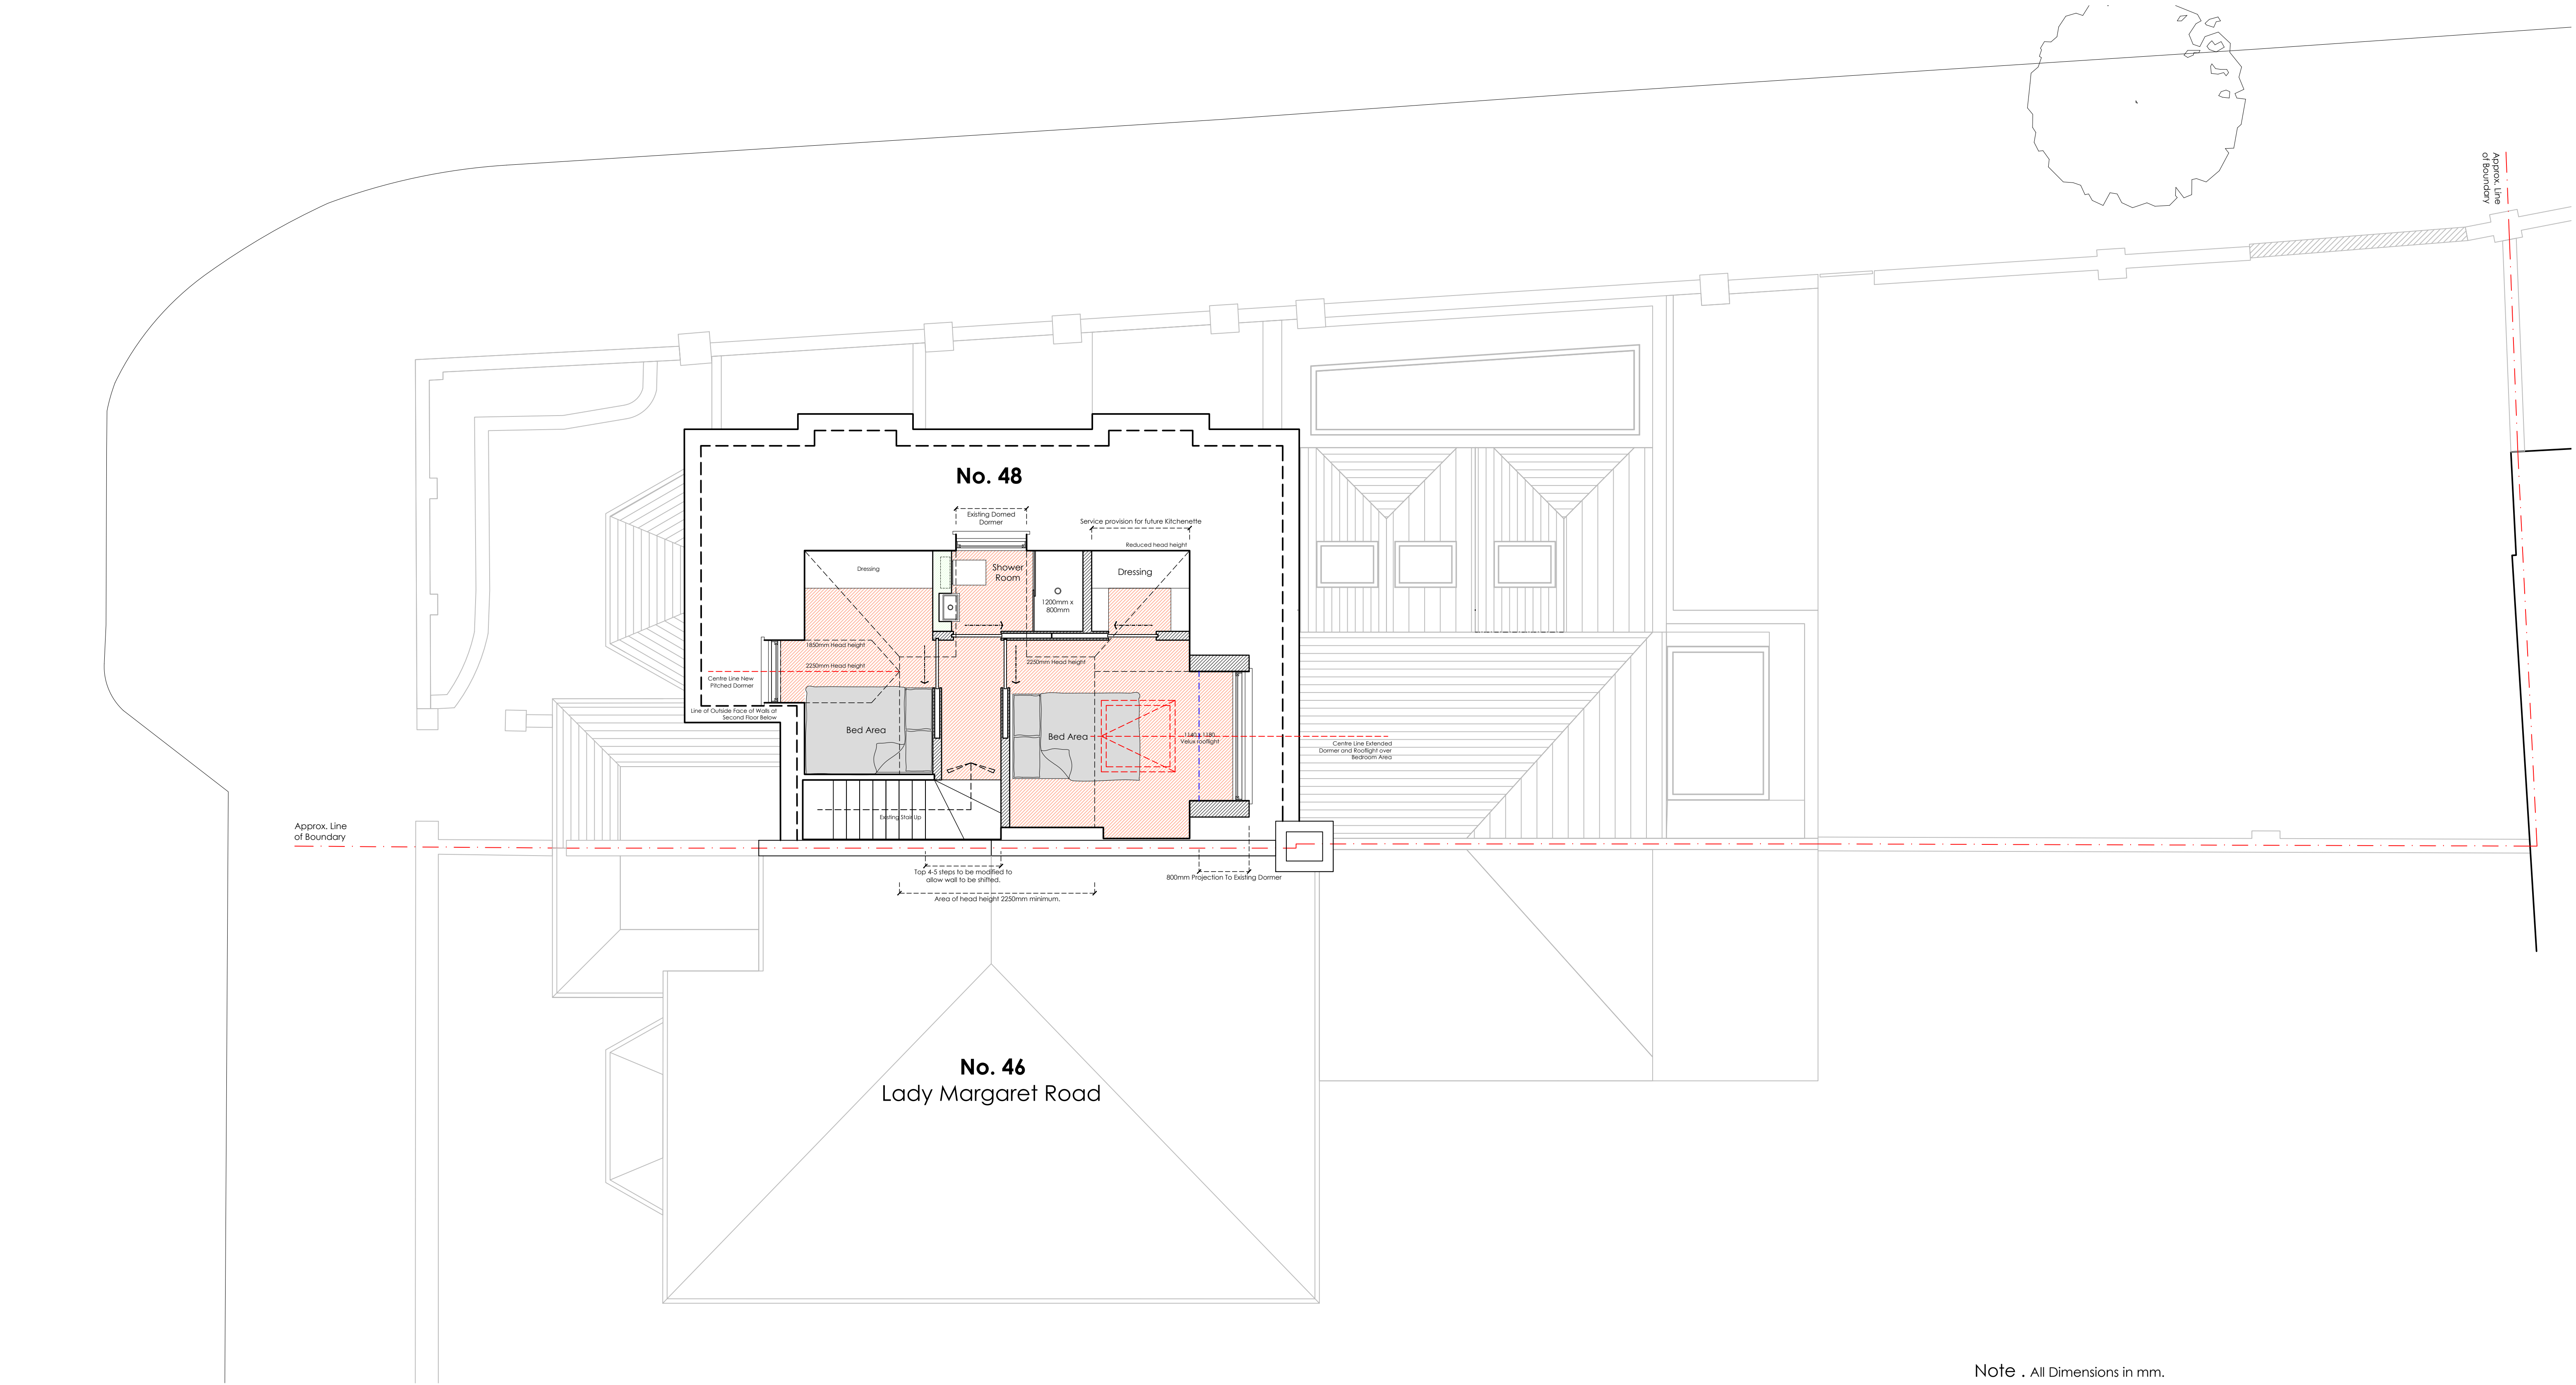 Approx. Line
of Boundary
No. 48
Existing Domed
Dormer
Service provision for future Kitchenette
Reduced head height
Dressing
Shower
Room
Dressing
1200mm x
800mm
1850mm Head height
2250mm Head height
2250mm Head height
Centre Line New
Pitched Dormer
Line of Outside Face of Walls at
Second Floor Below
Bed Area
Bed Area
1140 x 1180
Velux rooflight
Centre Line Extended
Dormer and Rooflight over
Bedroom Area
Existing Stair Up
Approx. Line
of Boundary
Top 4-5 steps to be modified to
allow wall to be shifted.
800mm Projection To Existing Dormer
Area of head height 2250mm minimum.
No. 46
Lady Margaret Road
Note . All Dimensions in mm.